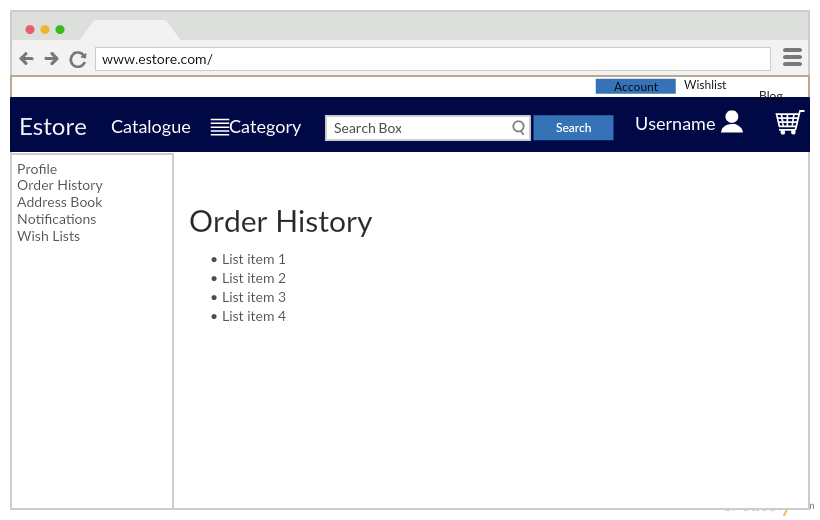 www.estore.com/
Account Wishlist
Blog
Estore Catalogue Category Search Box Search Username
Profile
Order History
Address Book
Notifications
Wish Lists
Order History
• List item 1
• List item 2
• List item 3
• List item 4